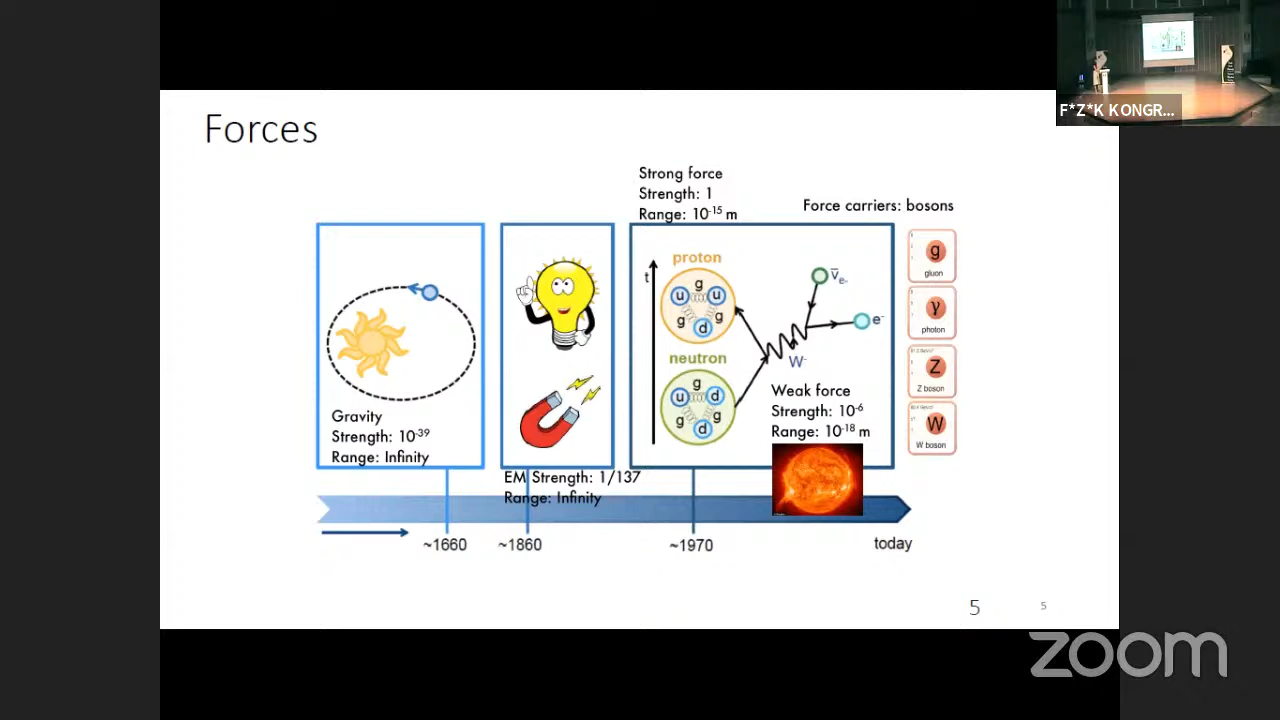 F*Z*K KONGR...
Forces
Strong force
Strength: 1
Range: 10⁻¹⁵ m
Force carriers: bosons
proton
t
g
u
u
g
g
d
neutron
g
u
d
g
g
d
ν̅e-
e⁻
W⁻
Weak force
Strength: 10⁻⁶
Range: 10⁻¹⁸ m
g
gluon
γ
photon
Z
Z boson
W
W boson
Gravity
Strength: 10⁻³⁹
Range: Infinity
EM Strength: 1/137
Range: Infinity
~1660
~1860
~1970
today
5
5
zoom